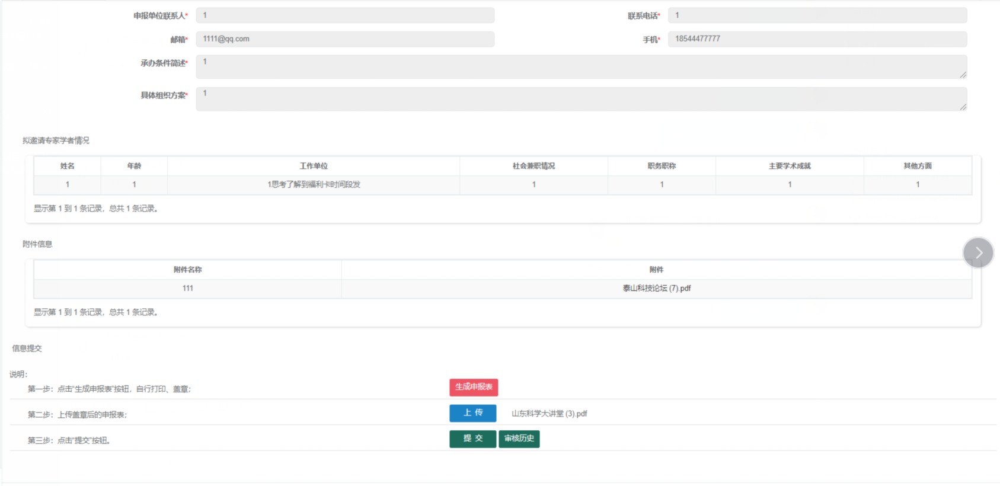 申报单位联系人* 1 联系电话* 1
邮箱* 1111@qq.com 手机* 18544477777
承办条件简述* 1
具体组织方案* 1
拟邀请专家学者情况
姓名 年龄 工作单位 社会兼职情况 职务职称 主要学术成就 其他方面
1 1 1思考了解到福利卡时间段发 1 1 1 1
显示第 1 到 1 条记录，总共 1 条记录。
附件信息
附件名称 附件
111 泰山科技论坛 (7).pdf
显示第 1 到 1 条记录，总共 1 条记录。
信息提交
说明：
第一步：点击“生成申报表”按钮，自行打印、盖章； 生成申报表
第二步：上传盖章后的申报表； 上 传 山东科学大讲堂 (3).pdf
第三步：点击“提交”按钮。 提 交 审核历史